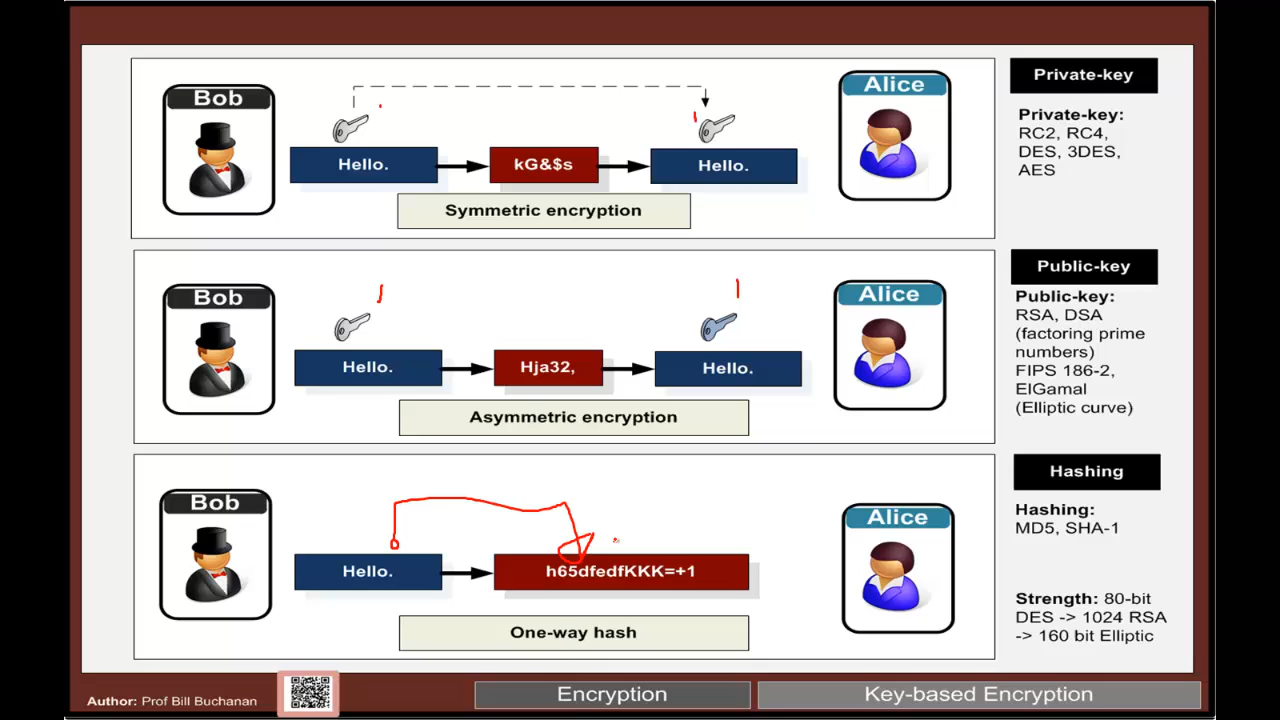 Bob
Hello.
kG&$s
Hello.
Alice
Symmetric encryption
Private-key
Private-key:
RC2, RC4,
DES, 3DES,
AES
Bob
Hello.
Hja32,
Hello.
Alice
Asymmetric encryption
Public-key
Public-key:
RSA, DSA
(factoring prime
numbers)
FIPS 186-2,
ElGamal
(Elliptic curve)
Bob
Hello.
h65dfedfKKK=+1
Alice
One-way hash
Hashing
Hashing:
MD5, SHA-1
Strength: 80-bit
DES -> 1024 RSA
-> 160 bit Elliptic
Author: Prof Bill Buchanan
Encryption
Key-based Encryption